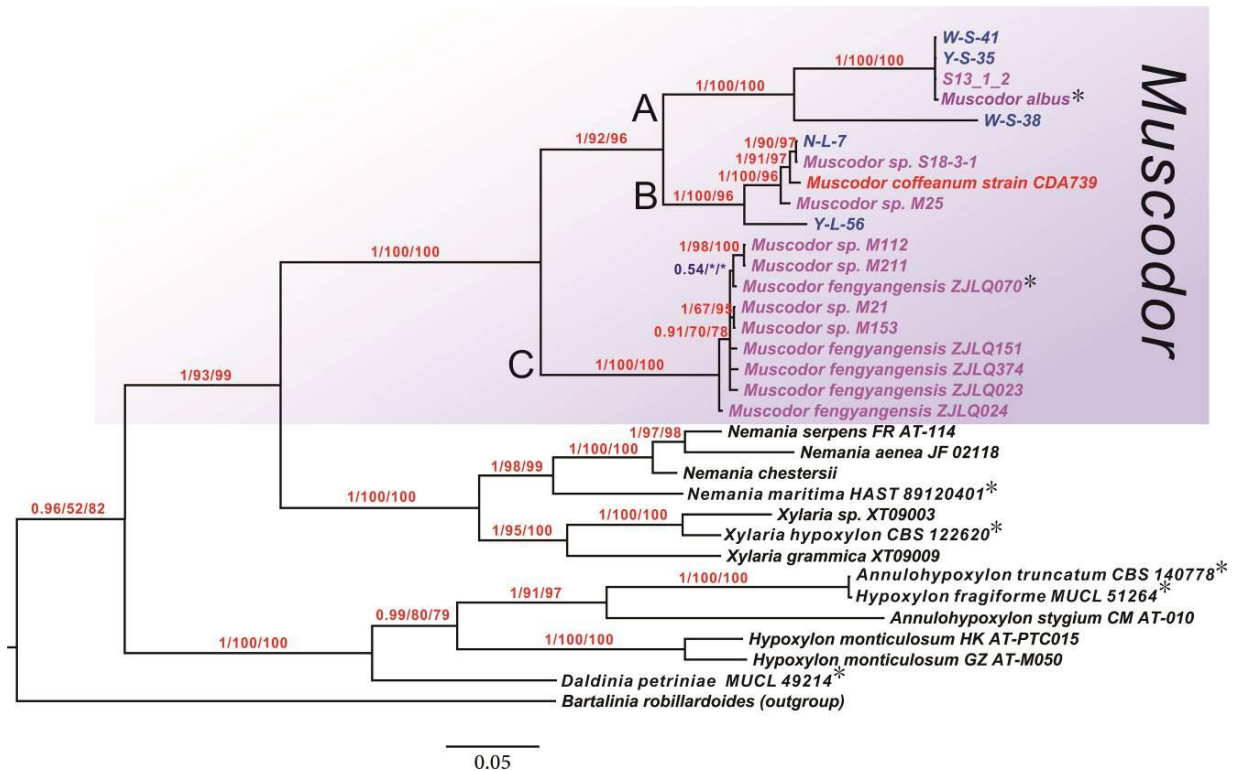 W-S-41
1/100/100
Y-S-35
S13_1_2
Muscodor albus*
A
W-S-38
1/92/96
1/90/97
N-L-7
1/91/97
Muscodor sp. S18-3-1
1/100/96
Muscodor coffeanum strain CDA739
B
1/100/96
Muscodor sp. M25
Y-L-56
1/100/100
1/98/100
Muscodor sp. M112
0.54/*/*
Muscodor sp. M211
Muscodor fengyangensis ZJLQ070*
1/67/95
Muscodor sp. M21
0.91/70/78
Muscodor sp. M153
C
1/100/100
Muscodor fengyangensis ZJLQ151
Muscodor fengyangensis ZJLQ374
Muscodor fengyangensis ZJLQ023
Muscodor fengyangensis ZJLQ024
Muscodor
1/93/99
1/97/98
Nemania serpens FR AT-114
1/100/100
Nemania aenea JF 02118
1/98/99
Nemania chestersii
1/100/100
Nemania maritima HAST 89120401*
0.96/52/82
1/100/100
Xylaria sp. XT09003
1/95/100
Xylaria hypoxylon CBS 122620*
Xylaria grammica XT09009
1/100/100
Annulohypoxylon truncatum CBS 140778*
1/91/97
Hypoxylon fragiforme MUCL 51264*
0.99/80/79
Annulohypoxylon stygium CM AT-010
1/100/100
1/100/100
Hypoxylon monticulosum HK AT-PTC015
Hypoxylon monticulosum GZ AT-M050
Daldinia petriniae MUCL 49214*
Bartalinia robillardoides (outgroup)
0.05